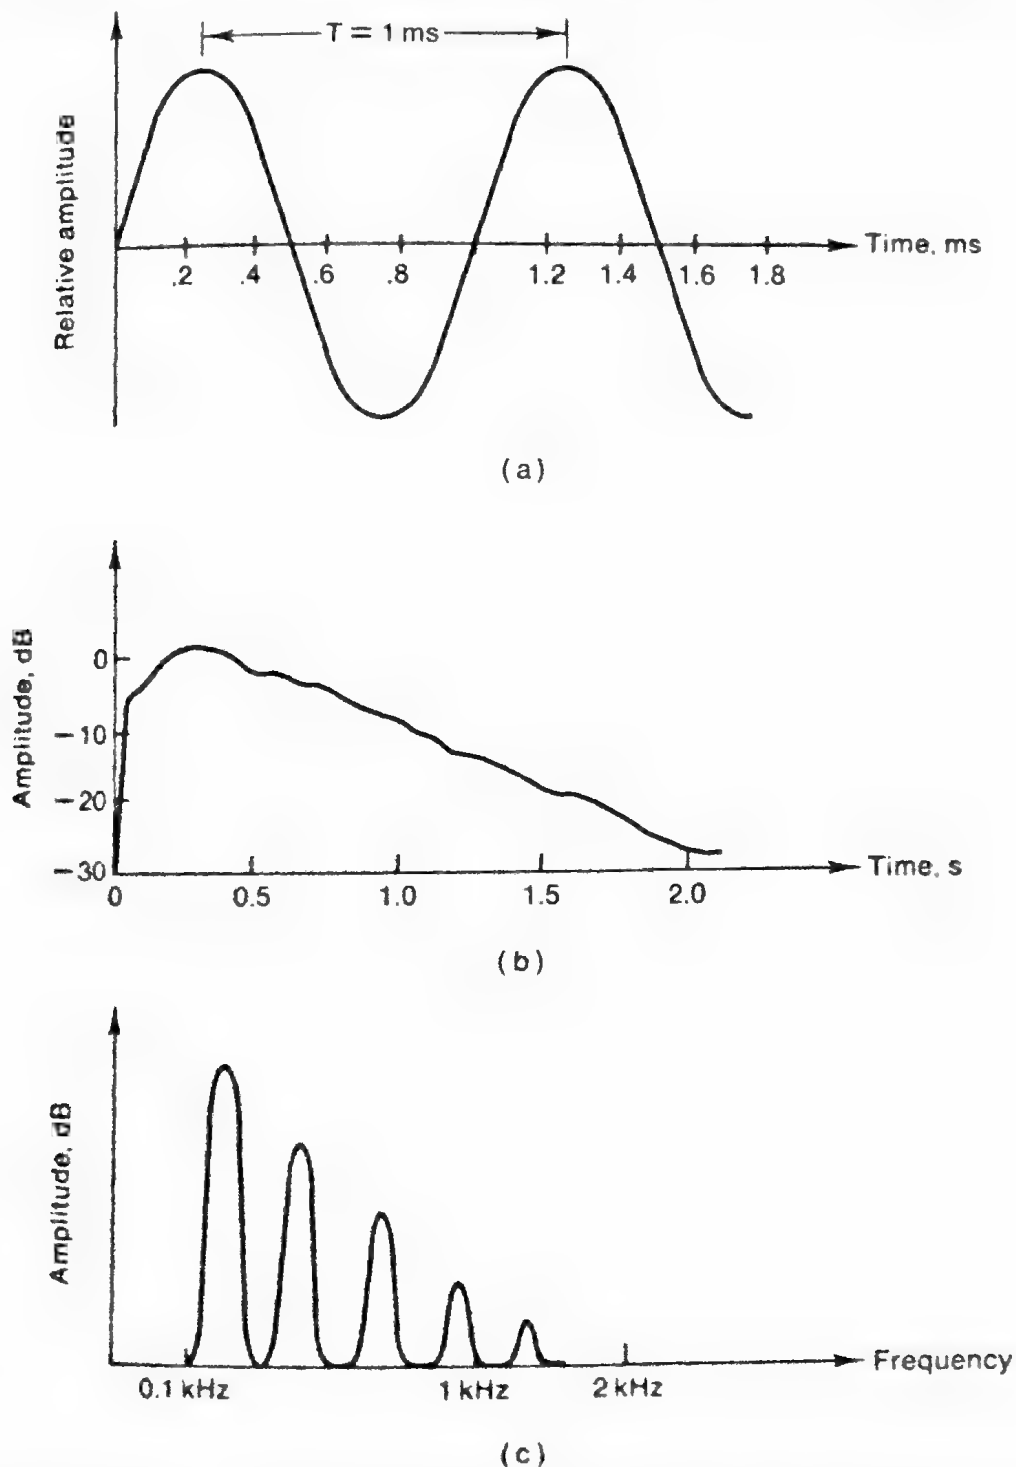 T = 1 ms
Relative amplitude
.2 .4 .6 .8 1.2 1.4 1.6 1.8
Time, ms
(a)
Amplitude, dB
0
−10
−20
−30
0 0.5 1.0 1.5 2.0
Time, s
(b)
Amplitude, dB
0.1 kHz 1 kHz 2 kHz
Frequency
(c)